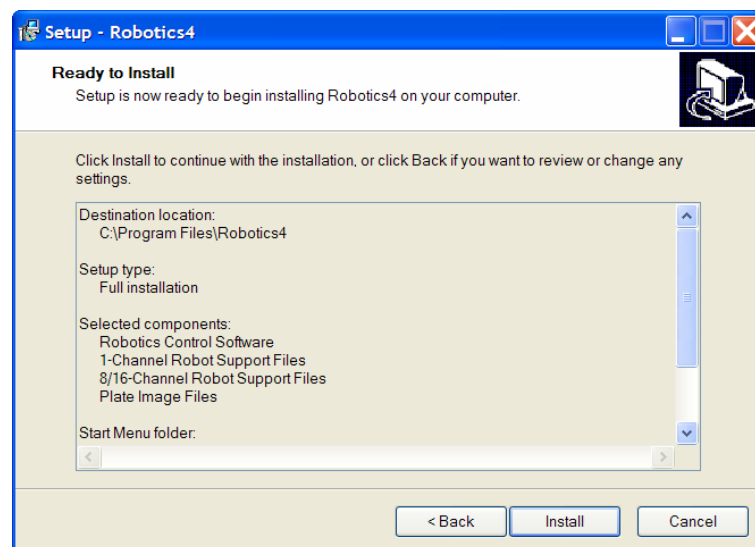 Setup - Robotics4
Ready to Install
Setup is now ready to begin installing Robotics4 on your computer.
Click Install to continue with the installation, or click Back if you want to review or change any
settings.
Destination location:
C:\Program Files\Robotics4
Setup type:
Full installation
Selected components:
Robotics Control Software
1-Channel Robot Support Files
8/16-Channel Robot Support Files
Plate Image Files
Start Menu folder:
< Back
Install
Cancel